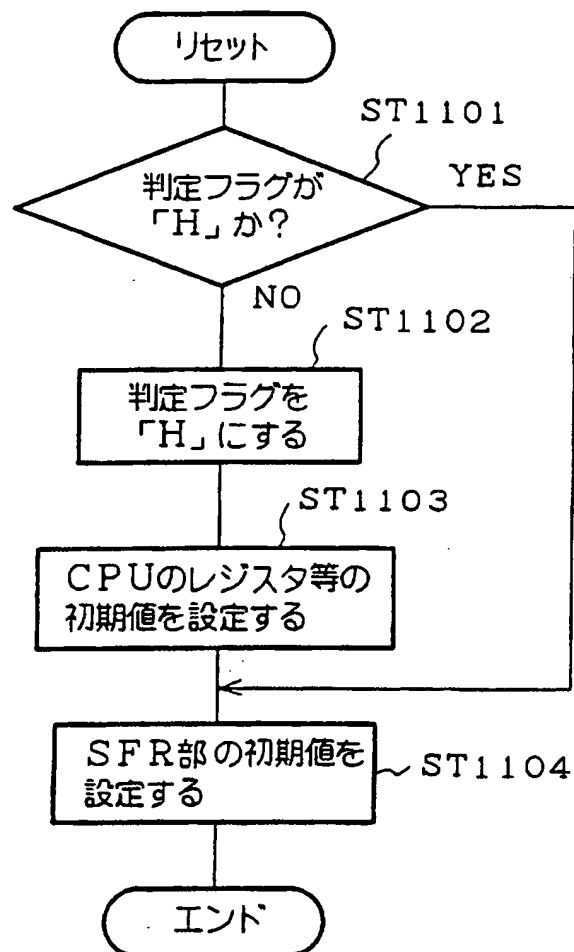 リセット
ST1101
判定フラグが
「H」か?
YES
NO
ST1102
判定フラグを
「H」にする
ST1103
CPUのレジスタ等の
初期値を設定する
SFR部の初期値を
設定する
ST1104
エンド